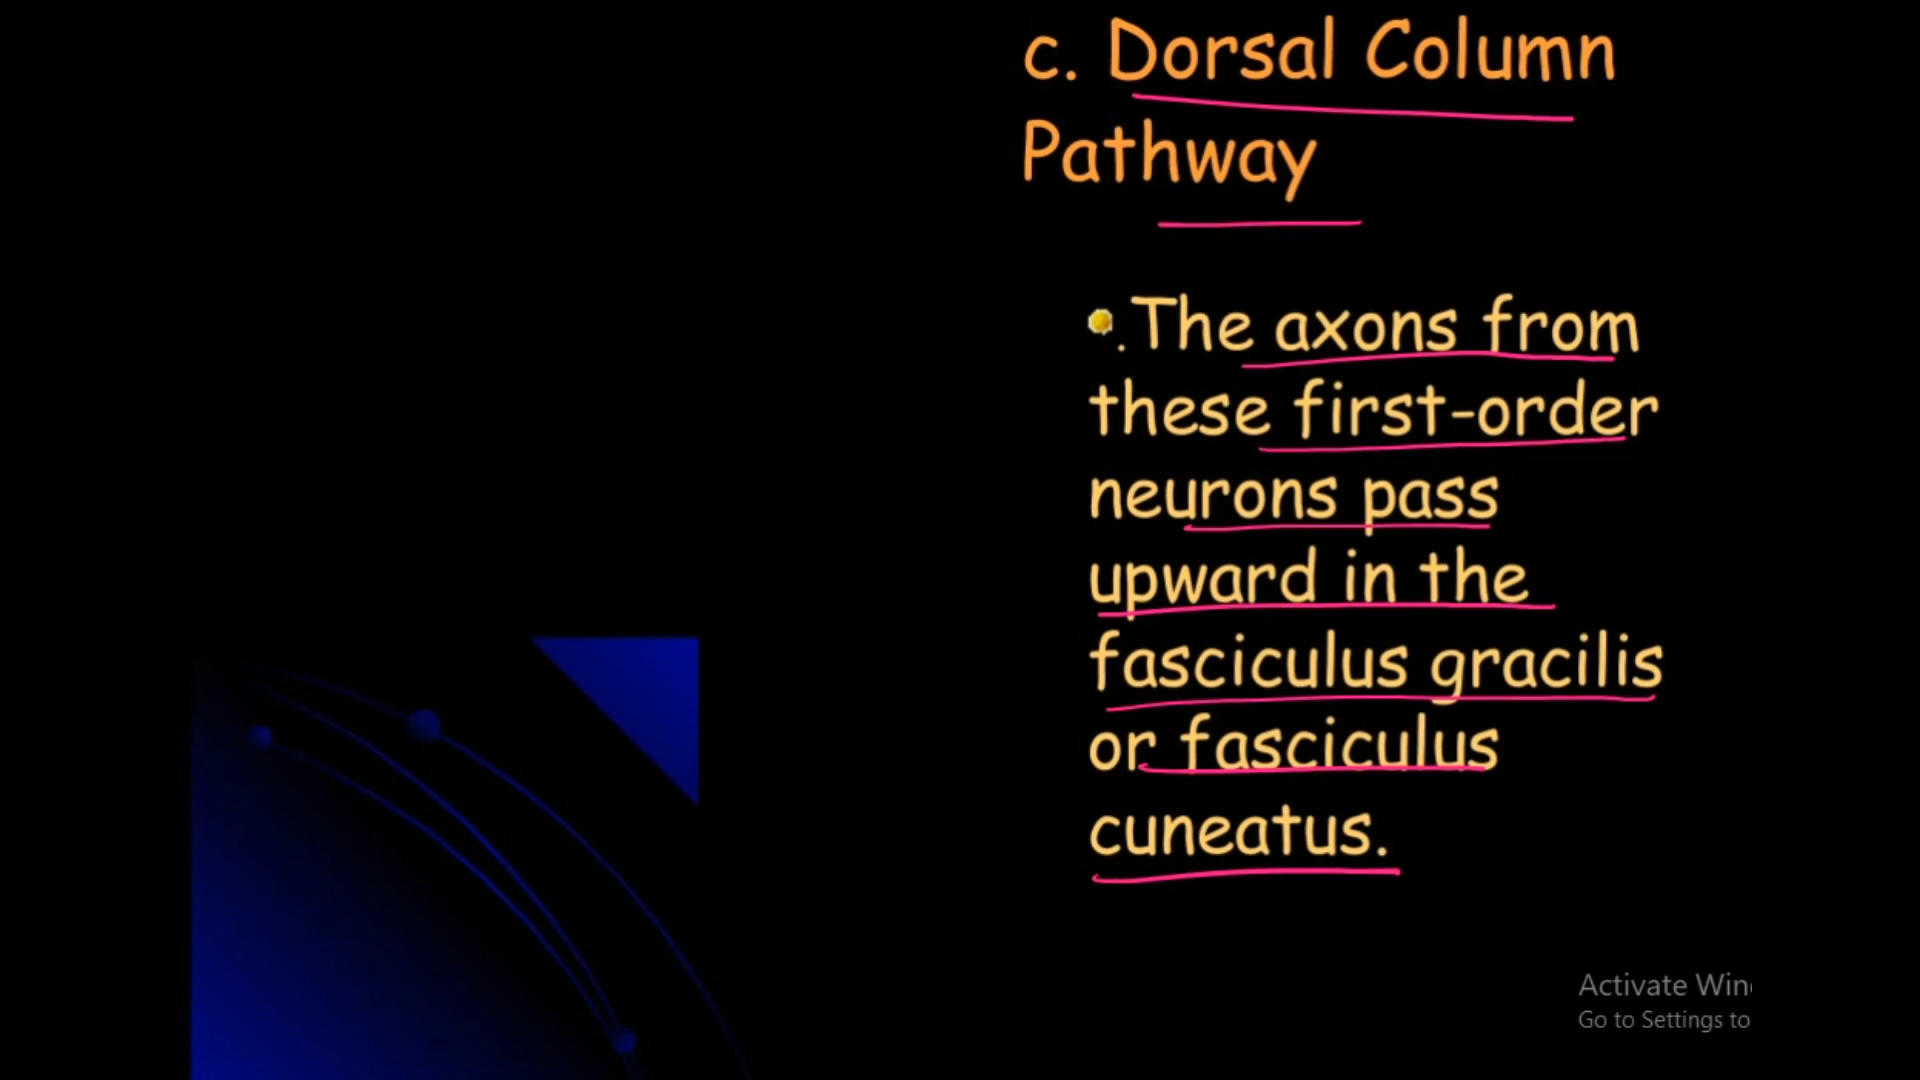 c. Dorsal Column
Pathway
.The axons from
these first-order
neurons pass
upward in the
fasciculus gracilis
or fasciculus
cuneatus.
Activate Win
Go to Settings to